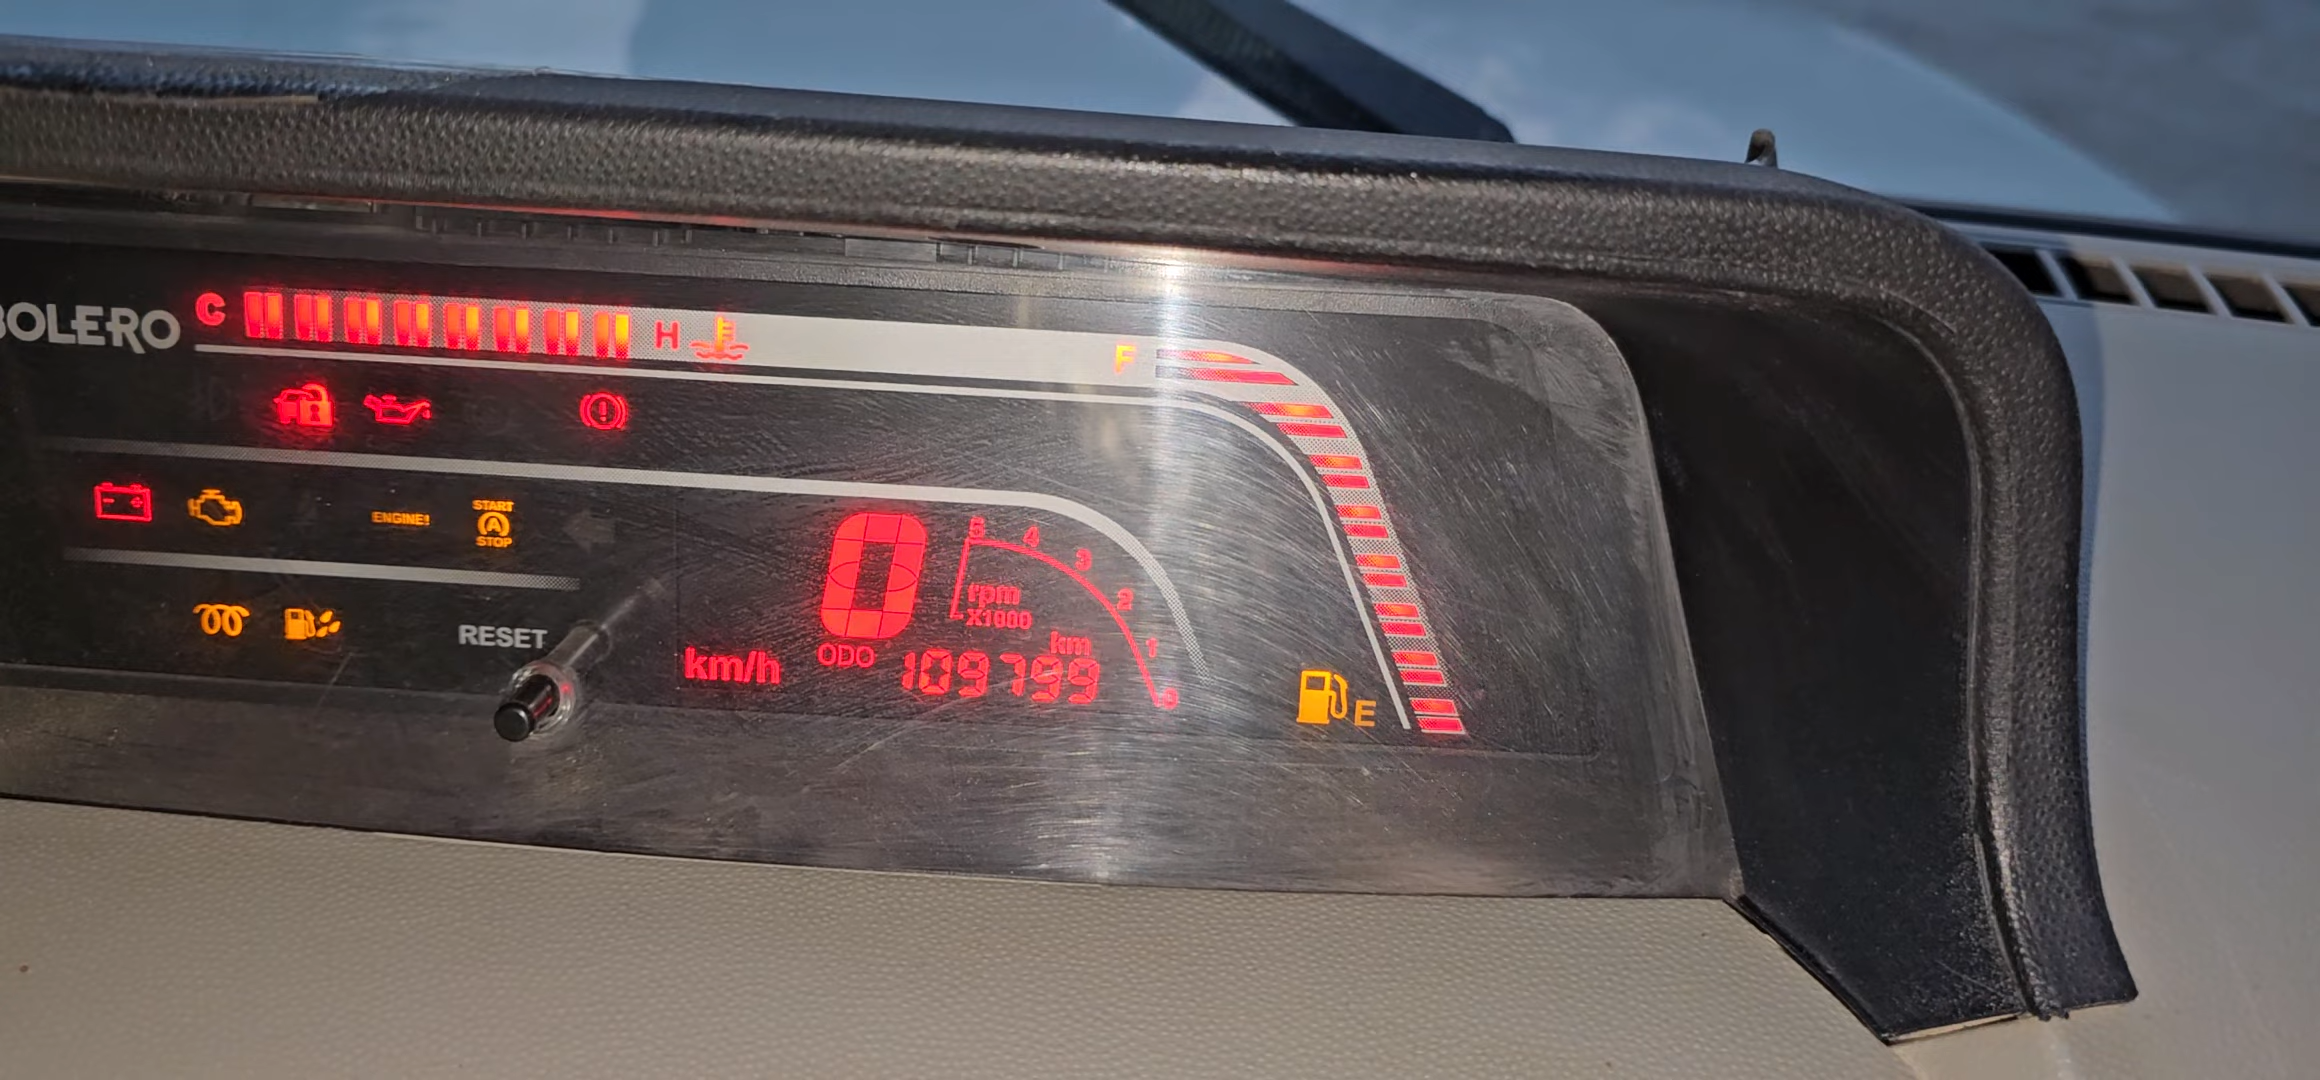 BOLERO C H F
ENGINE! START
A
STOP
5 4 3 2 1 0
rpm
X1000
RESET
km/h
0
ODO 109799 km
E